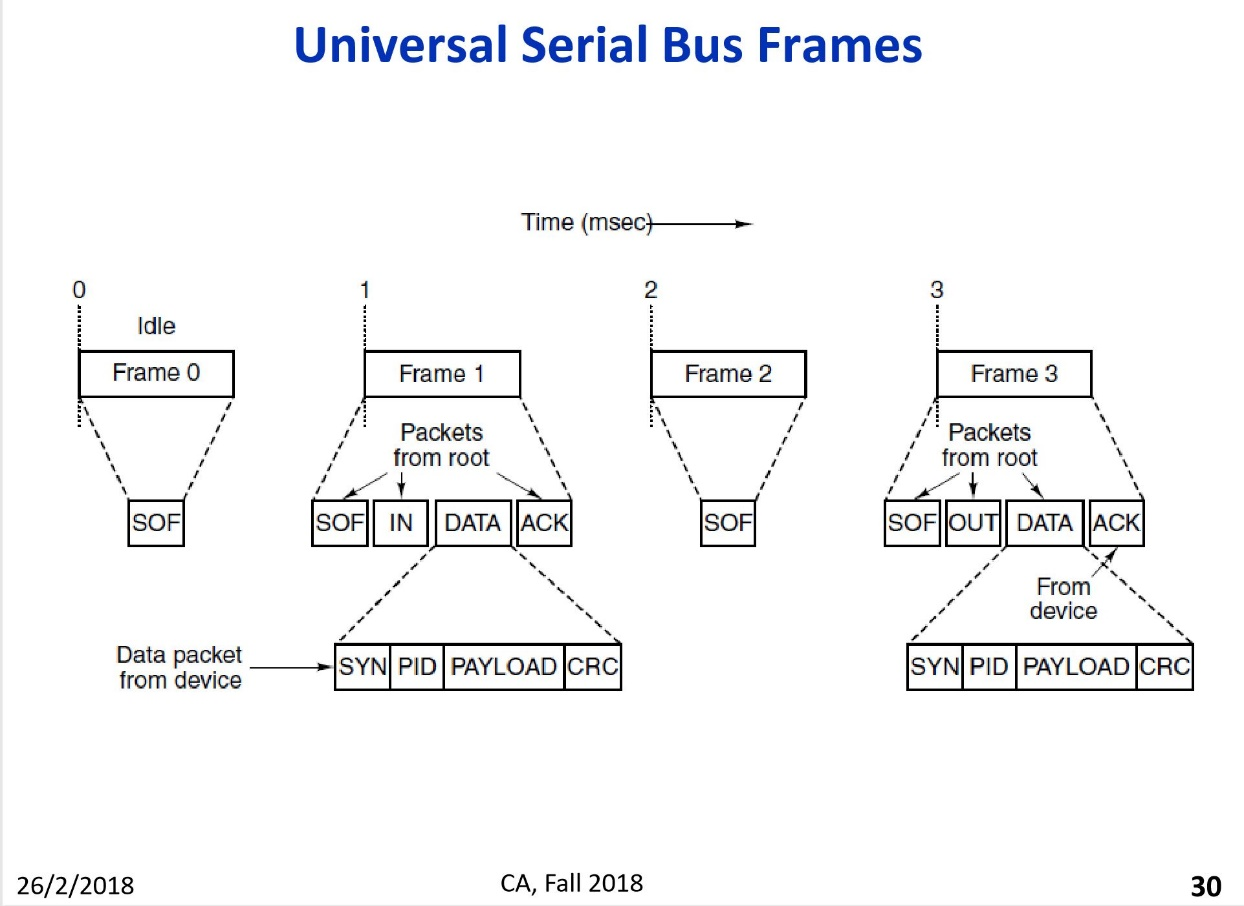 Universal Serial Bus Frames
Time (msec)
0
1
2
3
Idle
Frame 0
Frame 1
Frame 2
Frame 3
Packets
from root
Packets
from root
SOF
SOF IN DATA ACK
SOF
SOF OUT DATA ACK
From
device
Data packet
from device
SYN PID PAYLOAD CRC
SYN PID PAYLOAD CRC
26/2/2018
CA, Fall 2018
30